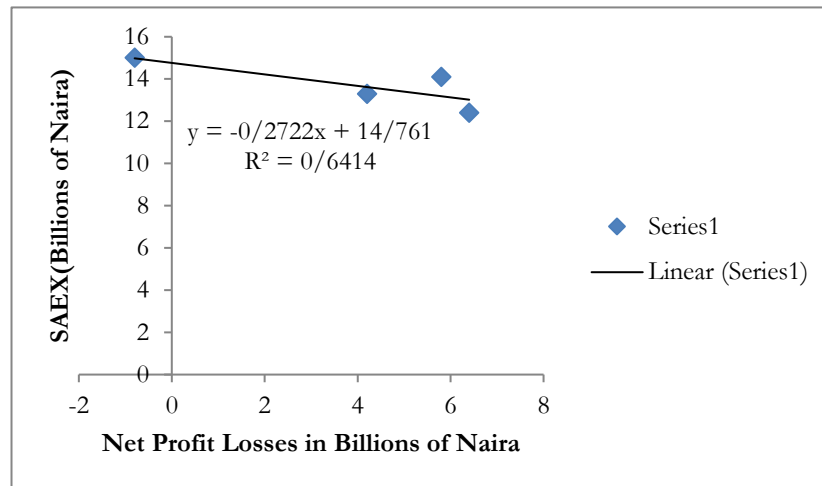 16
14
12
10
8
6
4
2
0
-2 0 2 4 6 8
SAEX(Billions of Naira)
y = -0/2722x + 14/761
R² = 0/6414
Series1
Linear (Series1)
Net Profit Losses in Billions of Naira